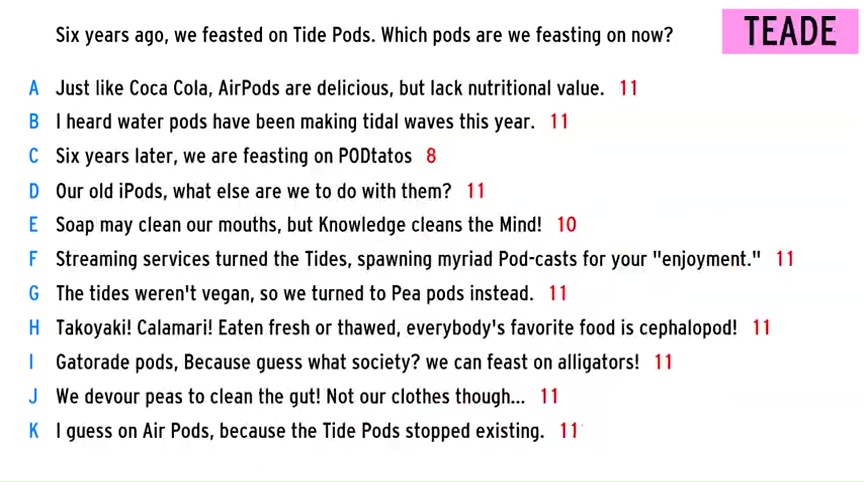 Six years ago, we feasted on Tide Pods. Which pods are we feasting on now?
TEADE
A Just like Coca Cola, AirPods are delicious, but lack nutritional value. 11
B I heard water pods have been making tidal waves this year. 11
C Six years later, we are feasting on PODtatos 8
D Our old iPods, what else are we to do with them? 11
E Soap may clean our mouths, but Knowledge cleans the Mind! 10
F Streaming services turned the Tides, spawning myriad Pod-casts for your "enjoyment." 11
G The tides weren't vegan, so we turned to Pea pods instead. 11
H Takoyaki! Calamari! Eaten fresh or thawed, everybody's favorite food is cephalopod! 11
I Gatorade pods, Because guess what society? we can feast on alligators! 11
J We devour peas to clean the gut! Not our clothes though... 11
K I guess on Air Pods, because the Tide Pods stopped existing. 11